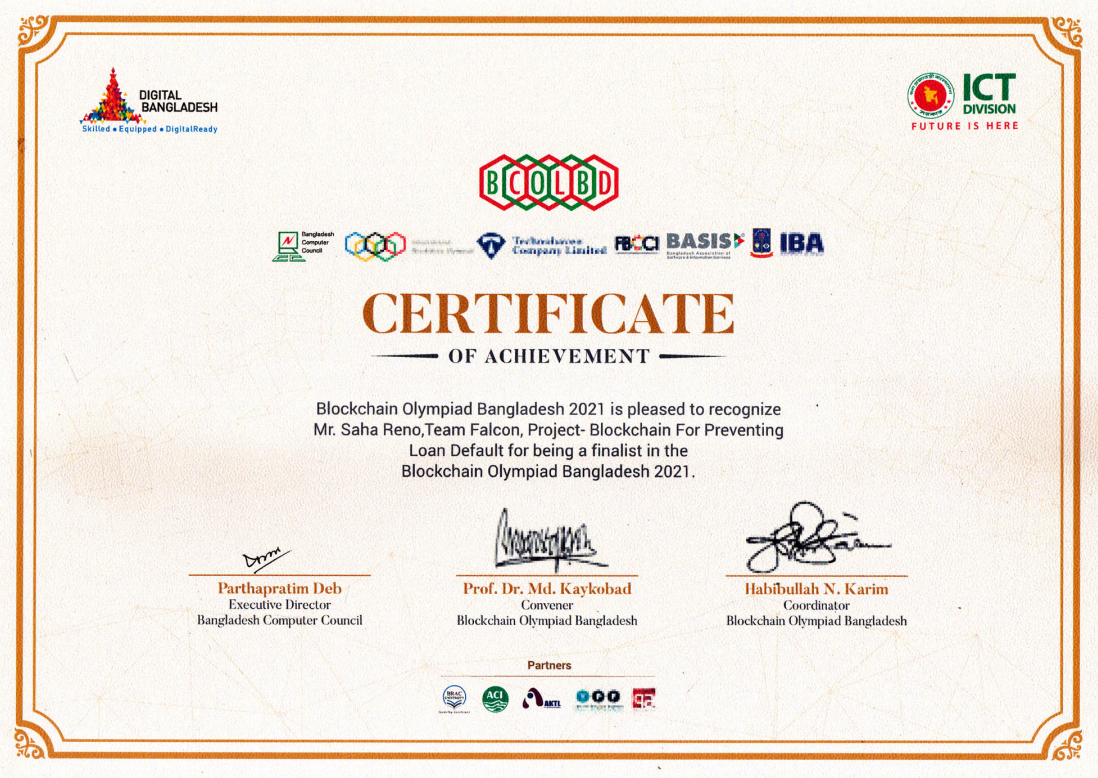 DIGITAL
BANGLADESH
Skilled • Equipped • DigitalReady
ICT
DIVISION
FUTURE IS HERE
BCOLBD
Bangladesh
Computer
Council
Technohaven
Company Limited
FBCCI
BASIS
Bangladesh Association of
Software & Information Services
IBA
CERTIFICATE
OF ACHIEVEMENT
Blockchain Olympiad Bangladesh 2021 is pleased to recognize
Mr. Saha Reno,Team Falcon, Project- Blockchain For Preventing
Loan Default for being a finalist in the
Blockchain Olympiad Bangladesh 2021.
Parthapratim Deb
Executive Director
Bangladesh Computer Council
Prof. Dr. Md. Kaykobad
Convener
Blockchain Olympiad Bangladesh
Habibullah N. Karim
Coordinator
Blockchain Olympiad Bangladesh
Partners
BRAC
UNIVERSITY
ACI
AKTL